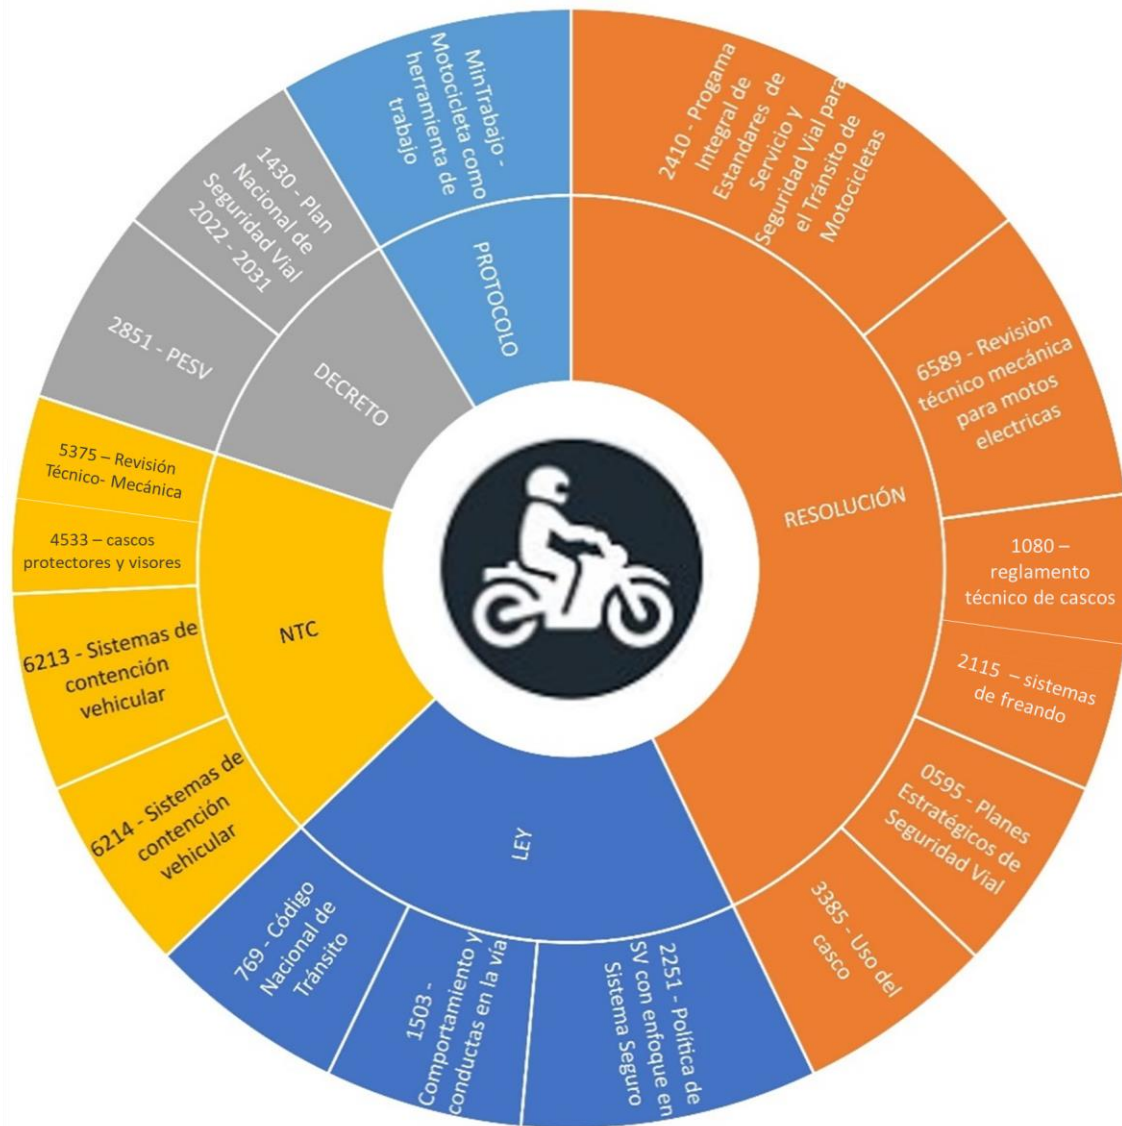 RESOLUCIÓN
2410 - Progama
Integral de
Estandares de
Servicio y
Seguridad Vial para
el Tránsito de
Motocicletas
6589 - Revisiòn
técnico mecánica
para motos
electricas
1080 –
reglamento
técnico de cascos
2115 – sistemas
de freando
0595 - Planes
Estratégicos de
Seguridad Vial
3385 - Uso del
casco
LEY
2251 - Política de
SV con enfoque en
Sistema Seguro
1503 -
Comportamiento y
conductas en la vía
769 - Código
Nacional de
Tránsito
NTC
6214 - Sistemas de
contención
vehicular
6213 - Sistemas de
contención
vehicular
4533 – cascos
protectores y visores
5375 – Revisión
Técnico- Mecánica
DECRETO
2851 - PESV
1430 - Plan
Nacional de
Seguridad Vial
2022 - 2031
PROTOCOLO
MinTrabajo -
Motocicleta como
herramienta de
trabajo